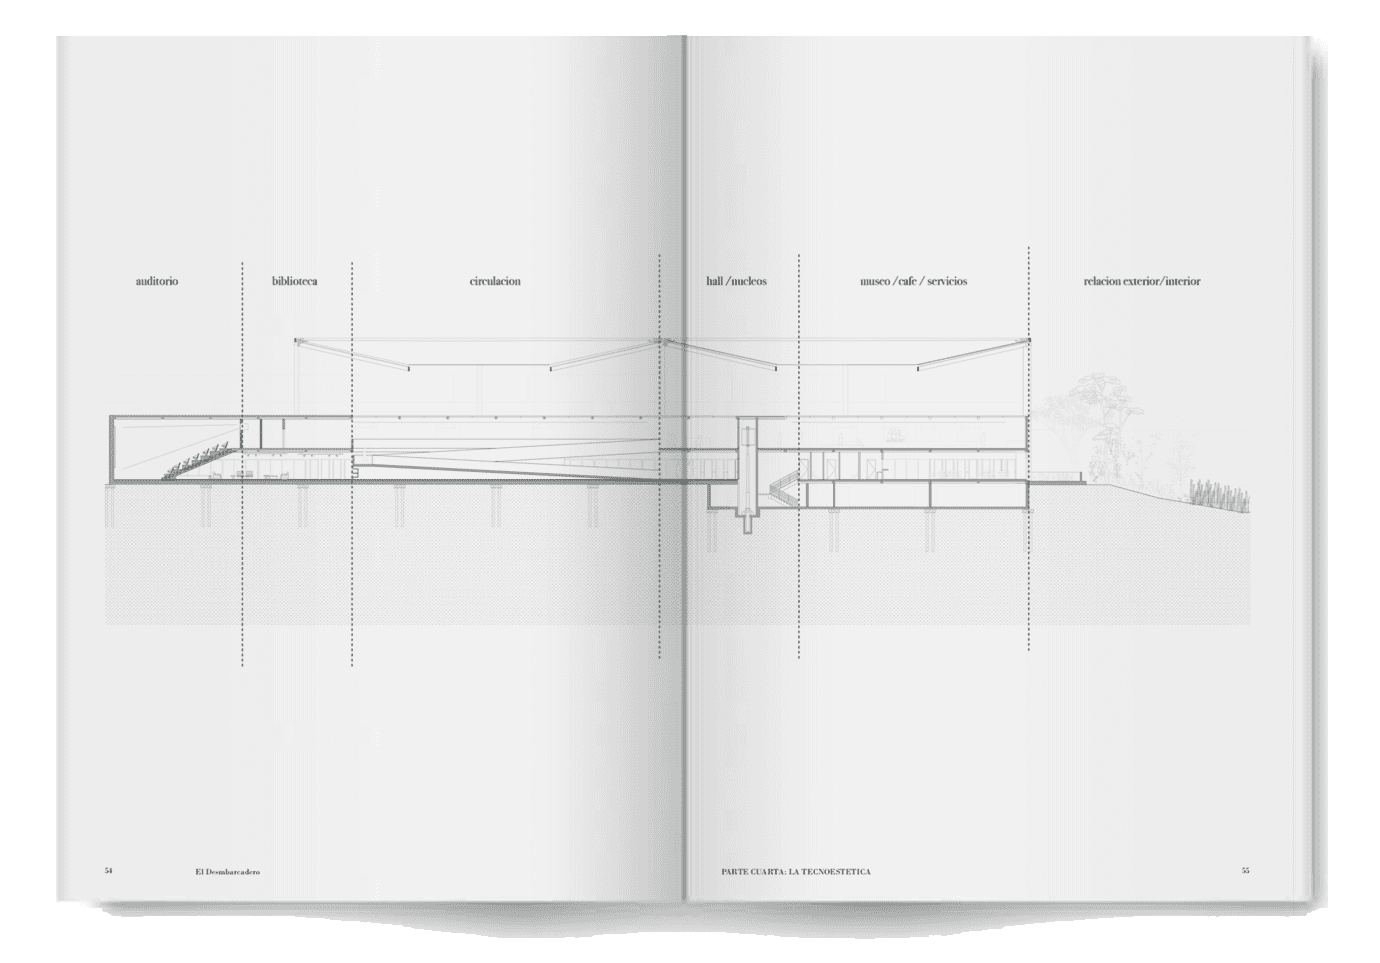 auditorio
biblioteca
circulacion
hall /nucleos
museo /cafe / servicios
relacion exterior/interior
54
El Desmbarcadero
PARTE CUARTA: LA TECNOESTETICA
55